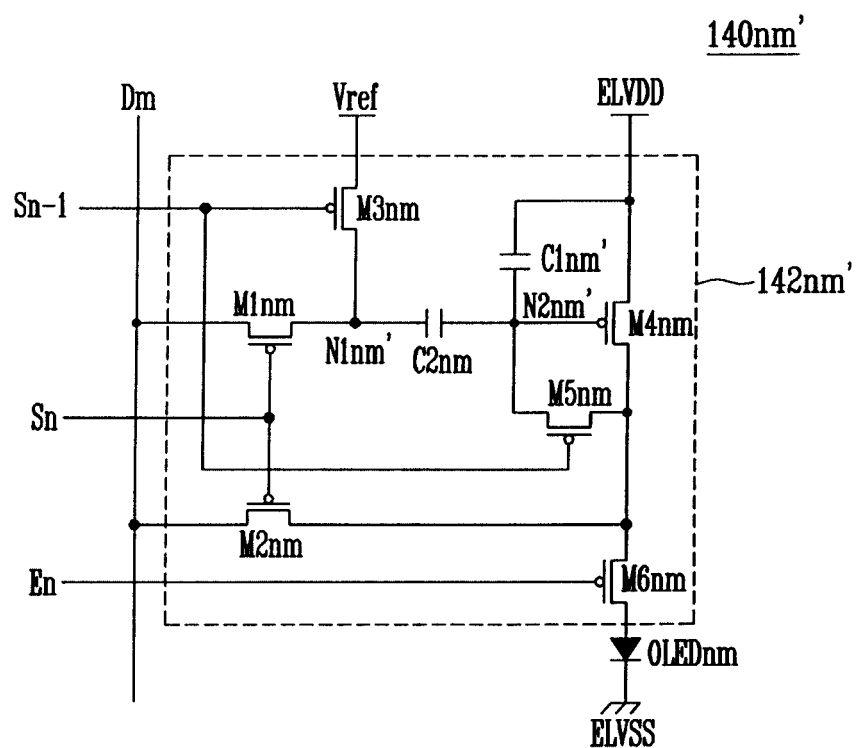 140nm'
Dm
Vref
ELVDD
Sn-1
M3nm
C1nm'
142nm'
M1nm
N2nm'
M4nm
N1nm'
C2nm
M5nm
Sn
M2nm
En
M6nm
OLEDnm
ELVSS